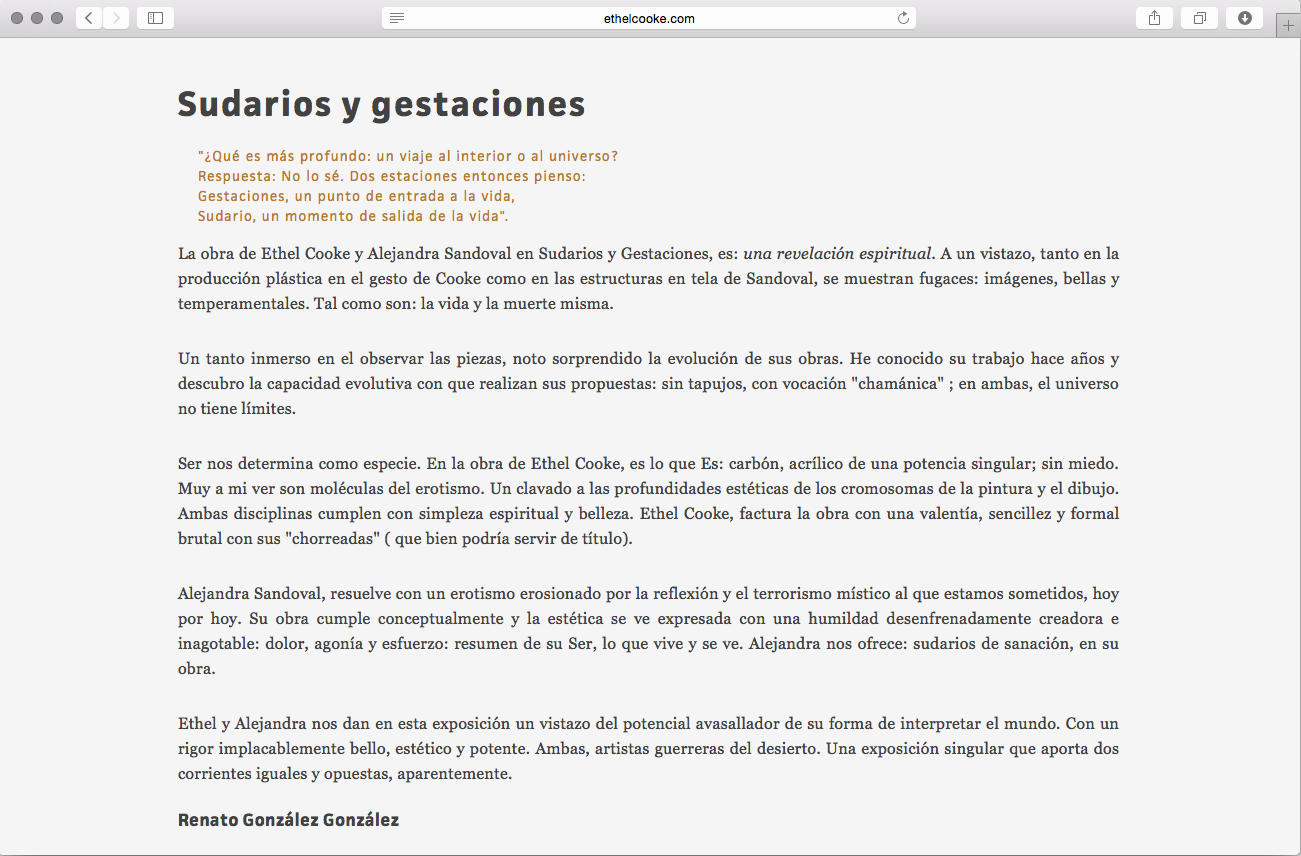 ethelcooke.com
Sudarios y gestaciones
"¿Qué es más profundo: un viaje al interior o al universo?
Respuesta: No lo sé. Dos estaciones entonces pienso:
Gestaciones, un punto de entrada a la vida,
Sudario, un momento de salida de la vida".
La obra de Ethel Cooke y Alejandra Sandoval en Sudarios y Gestaciones, es: una revelación espiritual. A un vistazo, tanto en la
producción plástica en el gesto de Cooke como en las estructuras en tela de Sandoval, se muestran fugaces: imágenes, bellas y
temperamentales. Tal como son: la vida y la muerte misma.
Un tanto inmerso en el observar las piezas, noto sorprendido la evolución de sus obras. He conocido su trabajo hace años y
descubro la capacidad evolutiva con que realizan sus propuestas: sin tapujos, con vocación "chamánica" ; en ambas, el universo
no tiene límites.
Ser nos determina como especie. En la obra de Ethel Cooke, es lo que Es: carbón, acrílico de una potencia singular; sin miedo.
Muy a mi ver son moléculas del erotismo. Un clavado a las profundidades estéticas de los cromosomas de la pintura y el dibujo.
Ambas disciplinas cumplen con simpleza espiritual y belleza. Ethel Cooke, factura la obra con una valentía, sencillez y formal
brutal con sus "chorreadas" ( que bien podría servir de título).
Alejandra Sandoval, resuelve con un erotismo erosionado por la reflexión y el terrorismo místico al que estamos sometidos, hoy
por hoy. Su obra cumple conceptualmente y la estética se ve expresada con una humildad desenfrenadamente creadora e
inagotable: dolor, agonía y esfuerzo: resumen de su Ser, lo que vive y se ve. Alejandra nos ofrece: sudarios de sanación, en su
obra.
Ethel y Alejandra nos dan en esta exposición un vistazo del potencial avasallador de su forma de interpretar el mundo. Con un
rigor implacablemente bello, estético y potente. Ambas, artistas guerreras del desierto. Una exposición singular que aporta dos
corrientes iguales y opuestas, aparentemente.
Renato González González